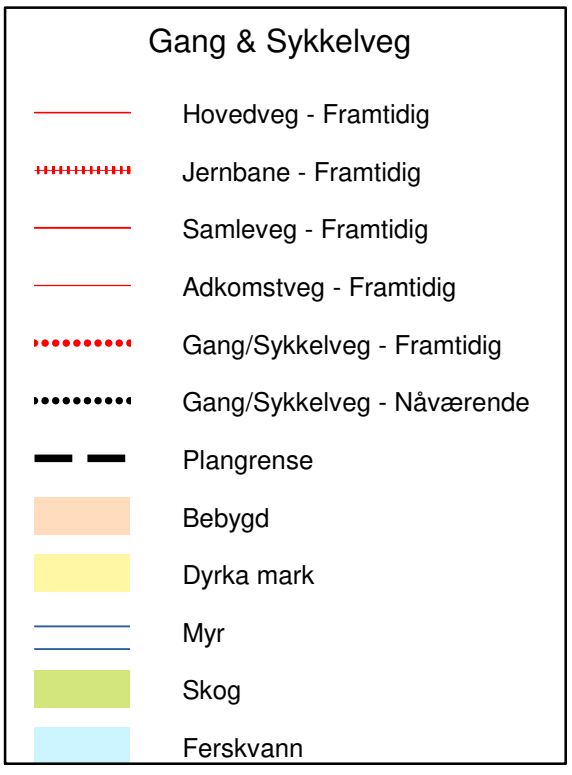 Gang & Sykkelveg
Hovedveg - Framtidig
Jernbane - Framtidig
Samleveg - Framtidig
Adkomstveg - Framtidig
Gang/Sykkelveg - Framtidig
Gang/Sykkelveg - Nåværende
Plangrense
Bebygd
Dyrka mark
Myr
Skog
Ferskvann